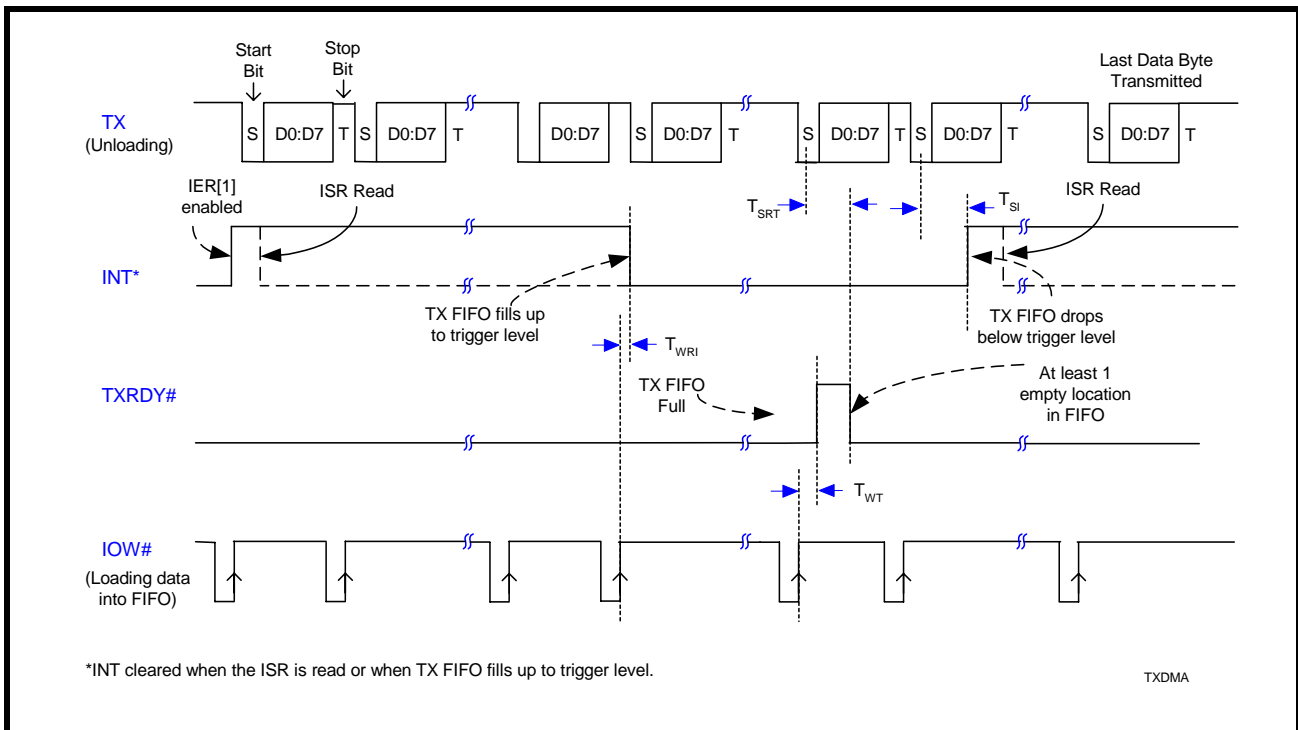 Start
Bit
Stop
Bit
Last Data Byte
Transmitted
TX
(Unloading)
S D0:D7 T S D0:D7 T D0:D7 S D0:D7 T S D0:D7 T S D0:D7 T S D0:D7 T
IER[1]
enabled
ISR Read
TSRT
TSI
ISR Read
INT*
TX FIFO fills up
to trigger level
TX FIFO drops
below trigger level
TWRI
TXRDY#
TX FIFO
Full
At least 1
empty location
in FIFO
TWT
IOW#
(Loading data
into FIFO)
*INT cleared when the ISR is read or when TX FIFO fills up to trigger level.
TXDMA